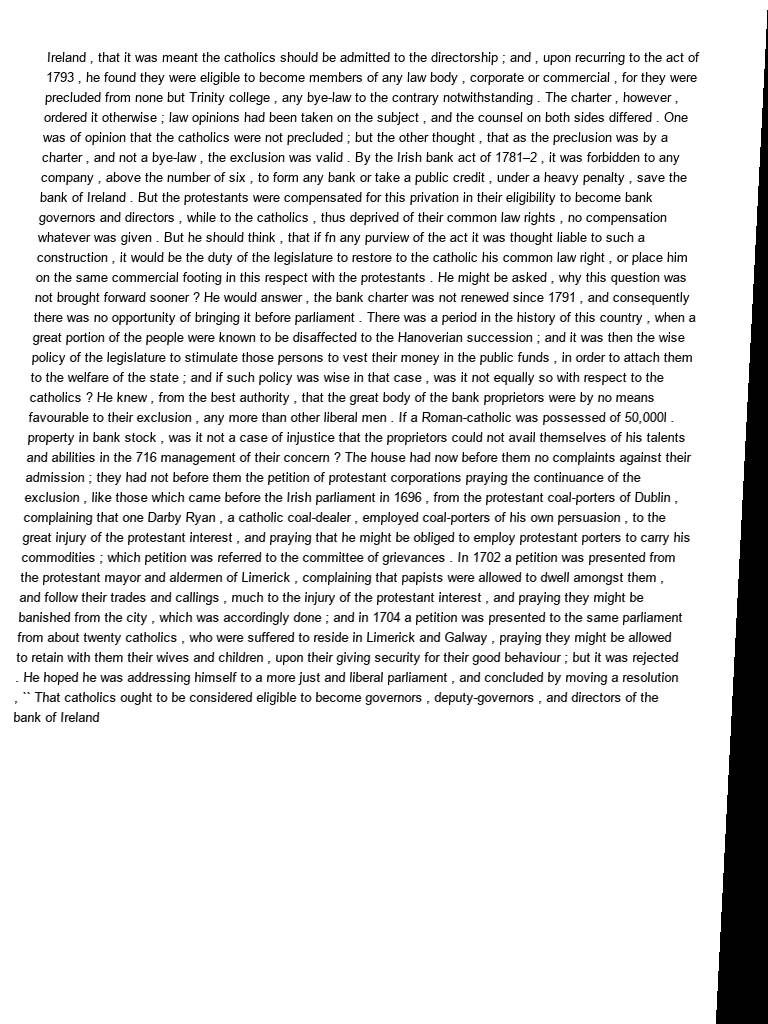 Ireland , that it was meant the catholics should be admitted to the directorship ; and , upon recurring to the act of
1793 , he found they were eligible to become members of any law body , corporate or commercial , for they were
precluded from none but Trinity college , any bye-law to the contrary notwithstanding . The charter , however ,
ordered it otherwise ; law opinions had been taken on the subject , and the counsel on both sides differed . One
was of opinion that the catholics were not precluded ; but the other thought , that as the preclusion was by a
charter , and not a bye-law , the exclusion was valid . By the Irish bank act of 1781–2 , it was forbidden to any
company , above the number of six , to form any bank or take a public credit , under a heavy penalty , save the
bank of Ireland . But the protestants were compensated for this privation in their eligibility to become bank
governors and directors , while to the catholics , thus deprived of their common law rights , no compensation
whatever was given . But he should think , that if fn any purview of the act it was thought liable to such a
construction , it would be the duty of the legislature to restore to the catholic his common law right , or place him
on the same commercial footing in this respect with the protestants . He might be asked , why this question was
not brought forward sooner ? He would answer , the bank charter was not renewed since 1791 , and consequently
there was no opportunity of bringing it before parliament . There was a period in the history of this country , when a
great portion of the people were known to be disaffected to the Hanoverian succession ; and it was then the wise
policy of the legislature to stimulate those persons to vest their money in the public funds , in order to attach them
to the welfare of the state ; and if such policy was wise in that case , was it not equally so with respect to the
catholics ? He knew , from the best authority , that the great body of the bank proprietors were by no means
favourable to their exclusion , any more than other liberal men . If a Roman-catholic was possessed of 50,000l .
property in bank stock , was it not a case of injustice that the proprietors could not avail themselves of his talents
and abilities in the 716 management of their concern ? The house had now before them no complaints against their
admission ; they had not before them the petition of protestant corporations praying the continuance of the
exclusion , like those which came before the Irish parliament in 1696 , from the protestant coal-porters of Dublin ,
complaining that one Darby Ryan , a catholic coal-dealer , employed coal-porters of his own persuasion , to the
great injury of the protestant interest , and praying that he might be obliged to employ protestant porters to carry his
commodities ; which petition was referred to the committee of grievances . In 1702 a petition was presented from
the protestant mayor and aldermen of Limerick , complaining that papists were allowed to dwell amongst them ,
and follow their trades and callings , much to the injury of the protestant interest , and praying they might be
banished from the city , which was accordingly done ; and in 1704 a petition was presented to the same parliament
from about twenty catholics , who were suffered to reside in Limerick and Galway , praying they might be allowed
to retain with them their wives and children , upon their giving security for their good behaviour ; but it was rejected
. He hoped he was addressing himself to a more just and liberal parliament , and concluded by moving a resolution
, `` That catholics ought to be considered eligible to become governors , deputy-governors , and directors of the
bank of Ireland